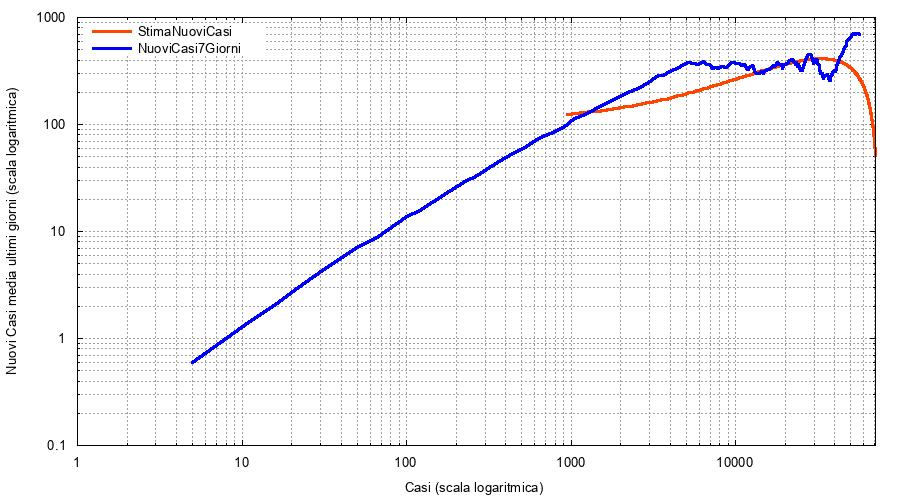 1000
StimaNuoviCasi
NuoviCasi7Giorni
100
10
1
0.1
Nuovi Casi media ultimi giorni (scala logaritmica)
1 10 100 1000 10000
Casi (scala logaritmica)